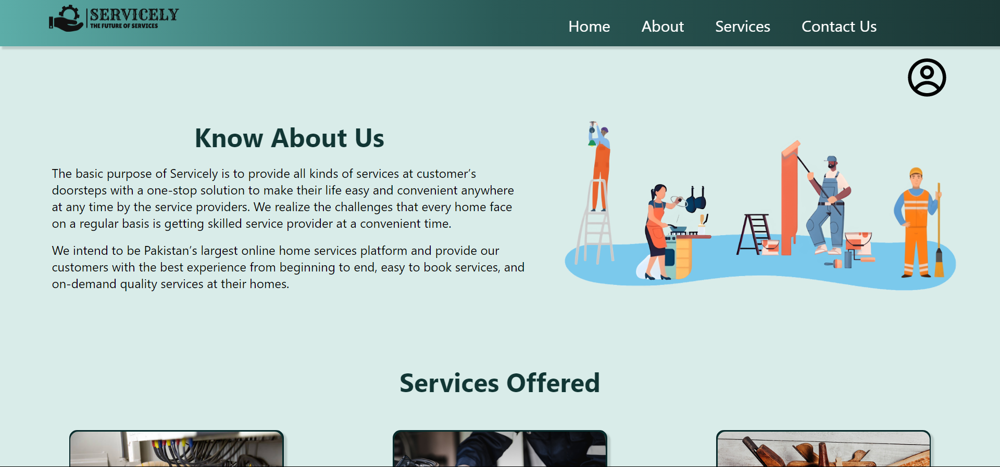 SERVICELY
THE FUTURE OF SERVICES
Home About Services Contact Us
Know About Us
The basic purpose of Servicely is to provide all kinds of services at customer’s
doorsteps with a one-stop solution to make their life easy and convenient anywhere
at any time by the service providers. We realize the challenges that every home face
on a regular basis is getting skilled service provider at a convenient time.
We intend to be Pakistan’s largest online home services platform and provide our
customers with the best experience from beginning to end, easy to book services, and
on-demand quality services at their homes.
Services Offered